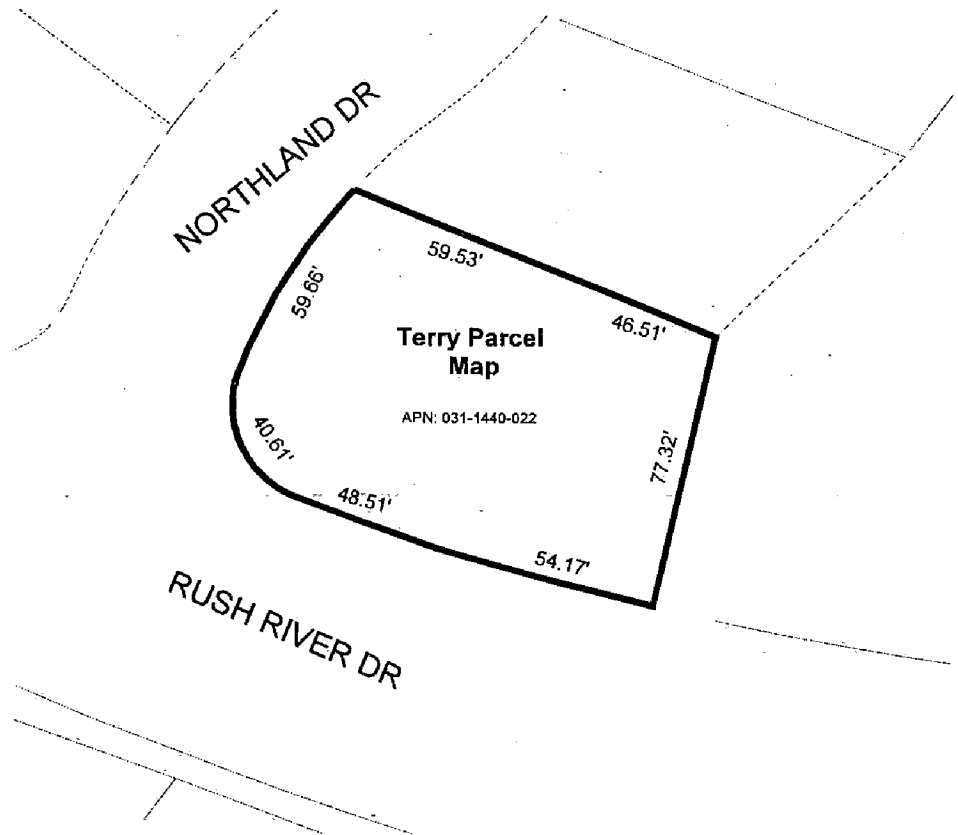 NORTHLAND DR
59.53'
59.66'
46.51'
Terry Parcel
Map
APN: 031-1440-022
40.61'
77.32'
48.51'
54.17'
RUSH RIVER DR